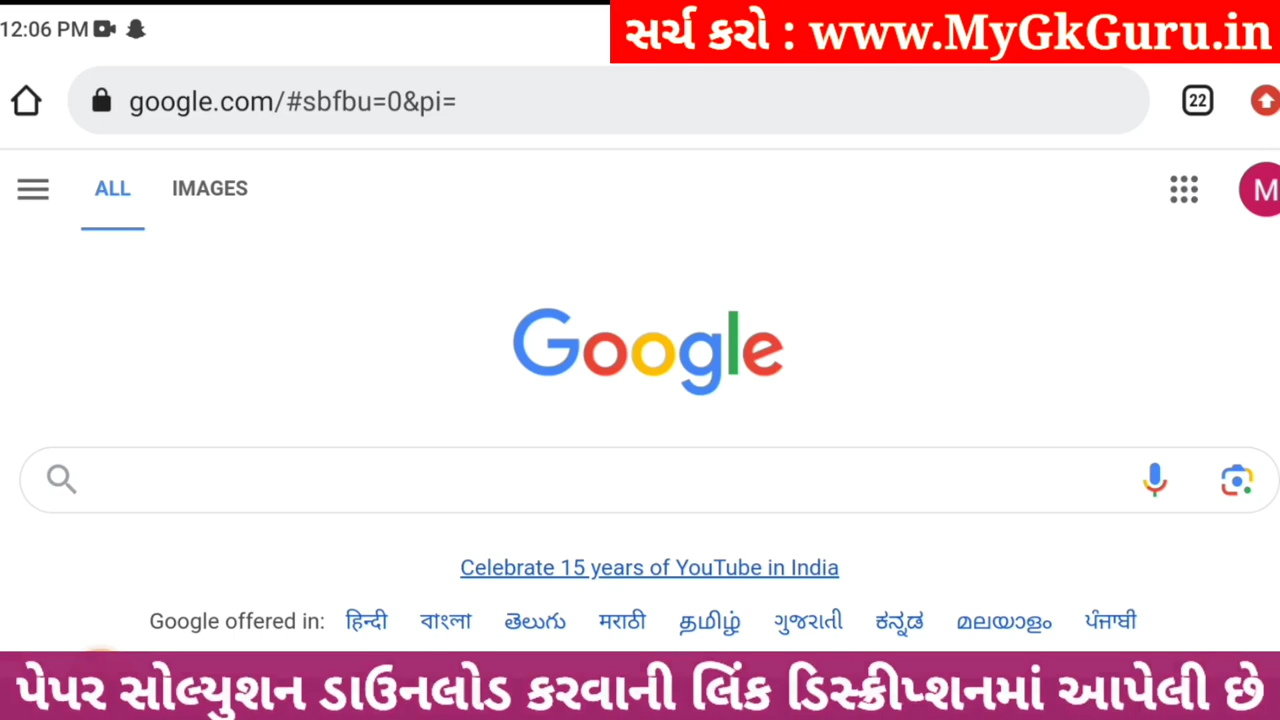 12:06 PM
સર્ચ કરો : www.MyGkGuru.in
google.com/#sbfbu=0&pi=
22
ALL IMAGES
M
Google
Celebrate 15 years of YouTube in India
Google offered in: हिन्दी বাংলা తెలుగు मराठी தமிழ் ગુજરાતી ಕನ್ನಡ മലയാളം ਪੰਜਾਬੀ
પેપર સોલ્યુશન ડાઉનલોડ કરવાની લિંક ડિસ્ક્રીપ્શનમાં આપેલી છે